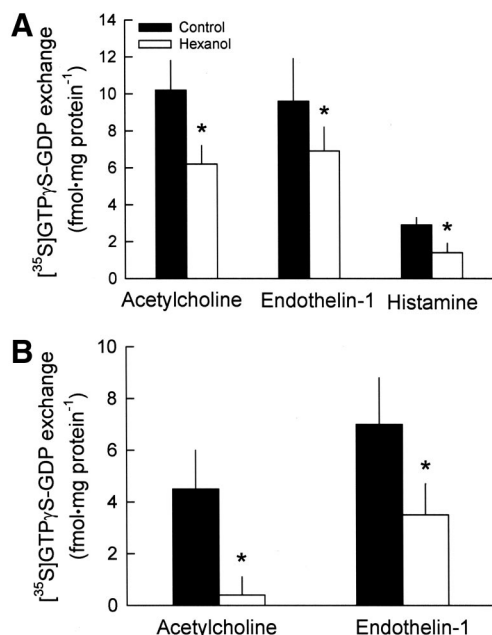 A
Control
Hexanol
[³⁵S]GTPγS-GDP exchange
(fmol·mg protein⁻¹)
14
12
10
8
6
4
2
0
*
*
*
Acetylcholine Endothelin-1 Histamine
B
[³⁵S]GTPγS-GDP exchange
(fmol·mg protein⁻¹)
10
8
6
4
2
0
*
*
Acetylcholine Endothelin-1